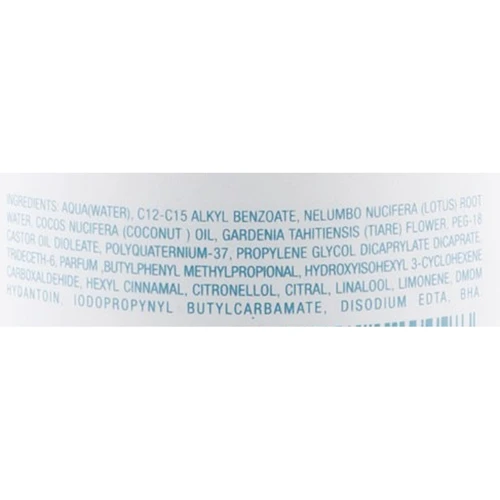 INGREDIENTS: AQUA(WATER), C12-C15 ALKYL BENZOATE, NELUMBO NUCIFERA (LOTUS) ROOT
WATER, COCOS NUCIFERA (COCONUT ) OIL, GARDENIA TAHITIENSIS (TIARE) FLOWER, PEG-18
CASTOR OIL DIOLEATE, POLYQUATERNIUM-37, PROPYLENE GLYCOL DICAPRYLATE DICAPRATE,
TRIDECETH-6, PARFUM ,BUTYLPHENYL METHYLPROPIONAL, HYDROXYISOHEXYL 3-CYCLOHEXENE
CARBOXALDEHIDE, HEXYL CINNAMAL, CITRONELLOL, CITRAL, LINALOOL, LIMONENE, DMDM
HYDANTOIN, IODOPROPYNYL BUTYLCARBAMATE, DISODIUM EDTA, BHA.